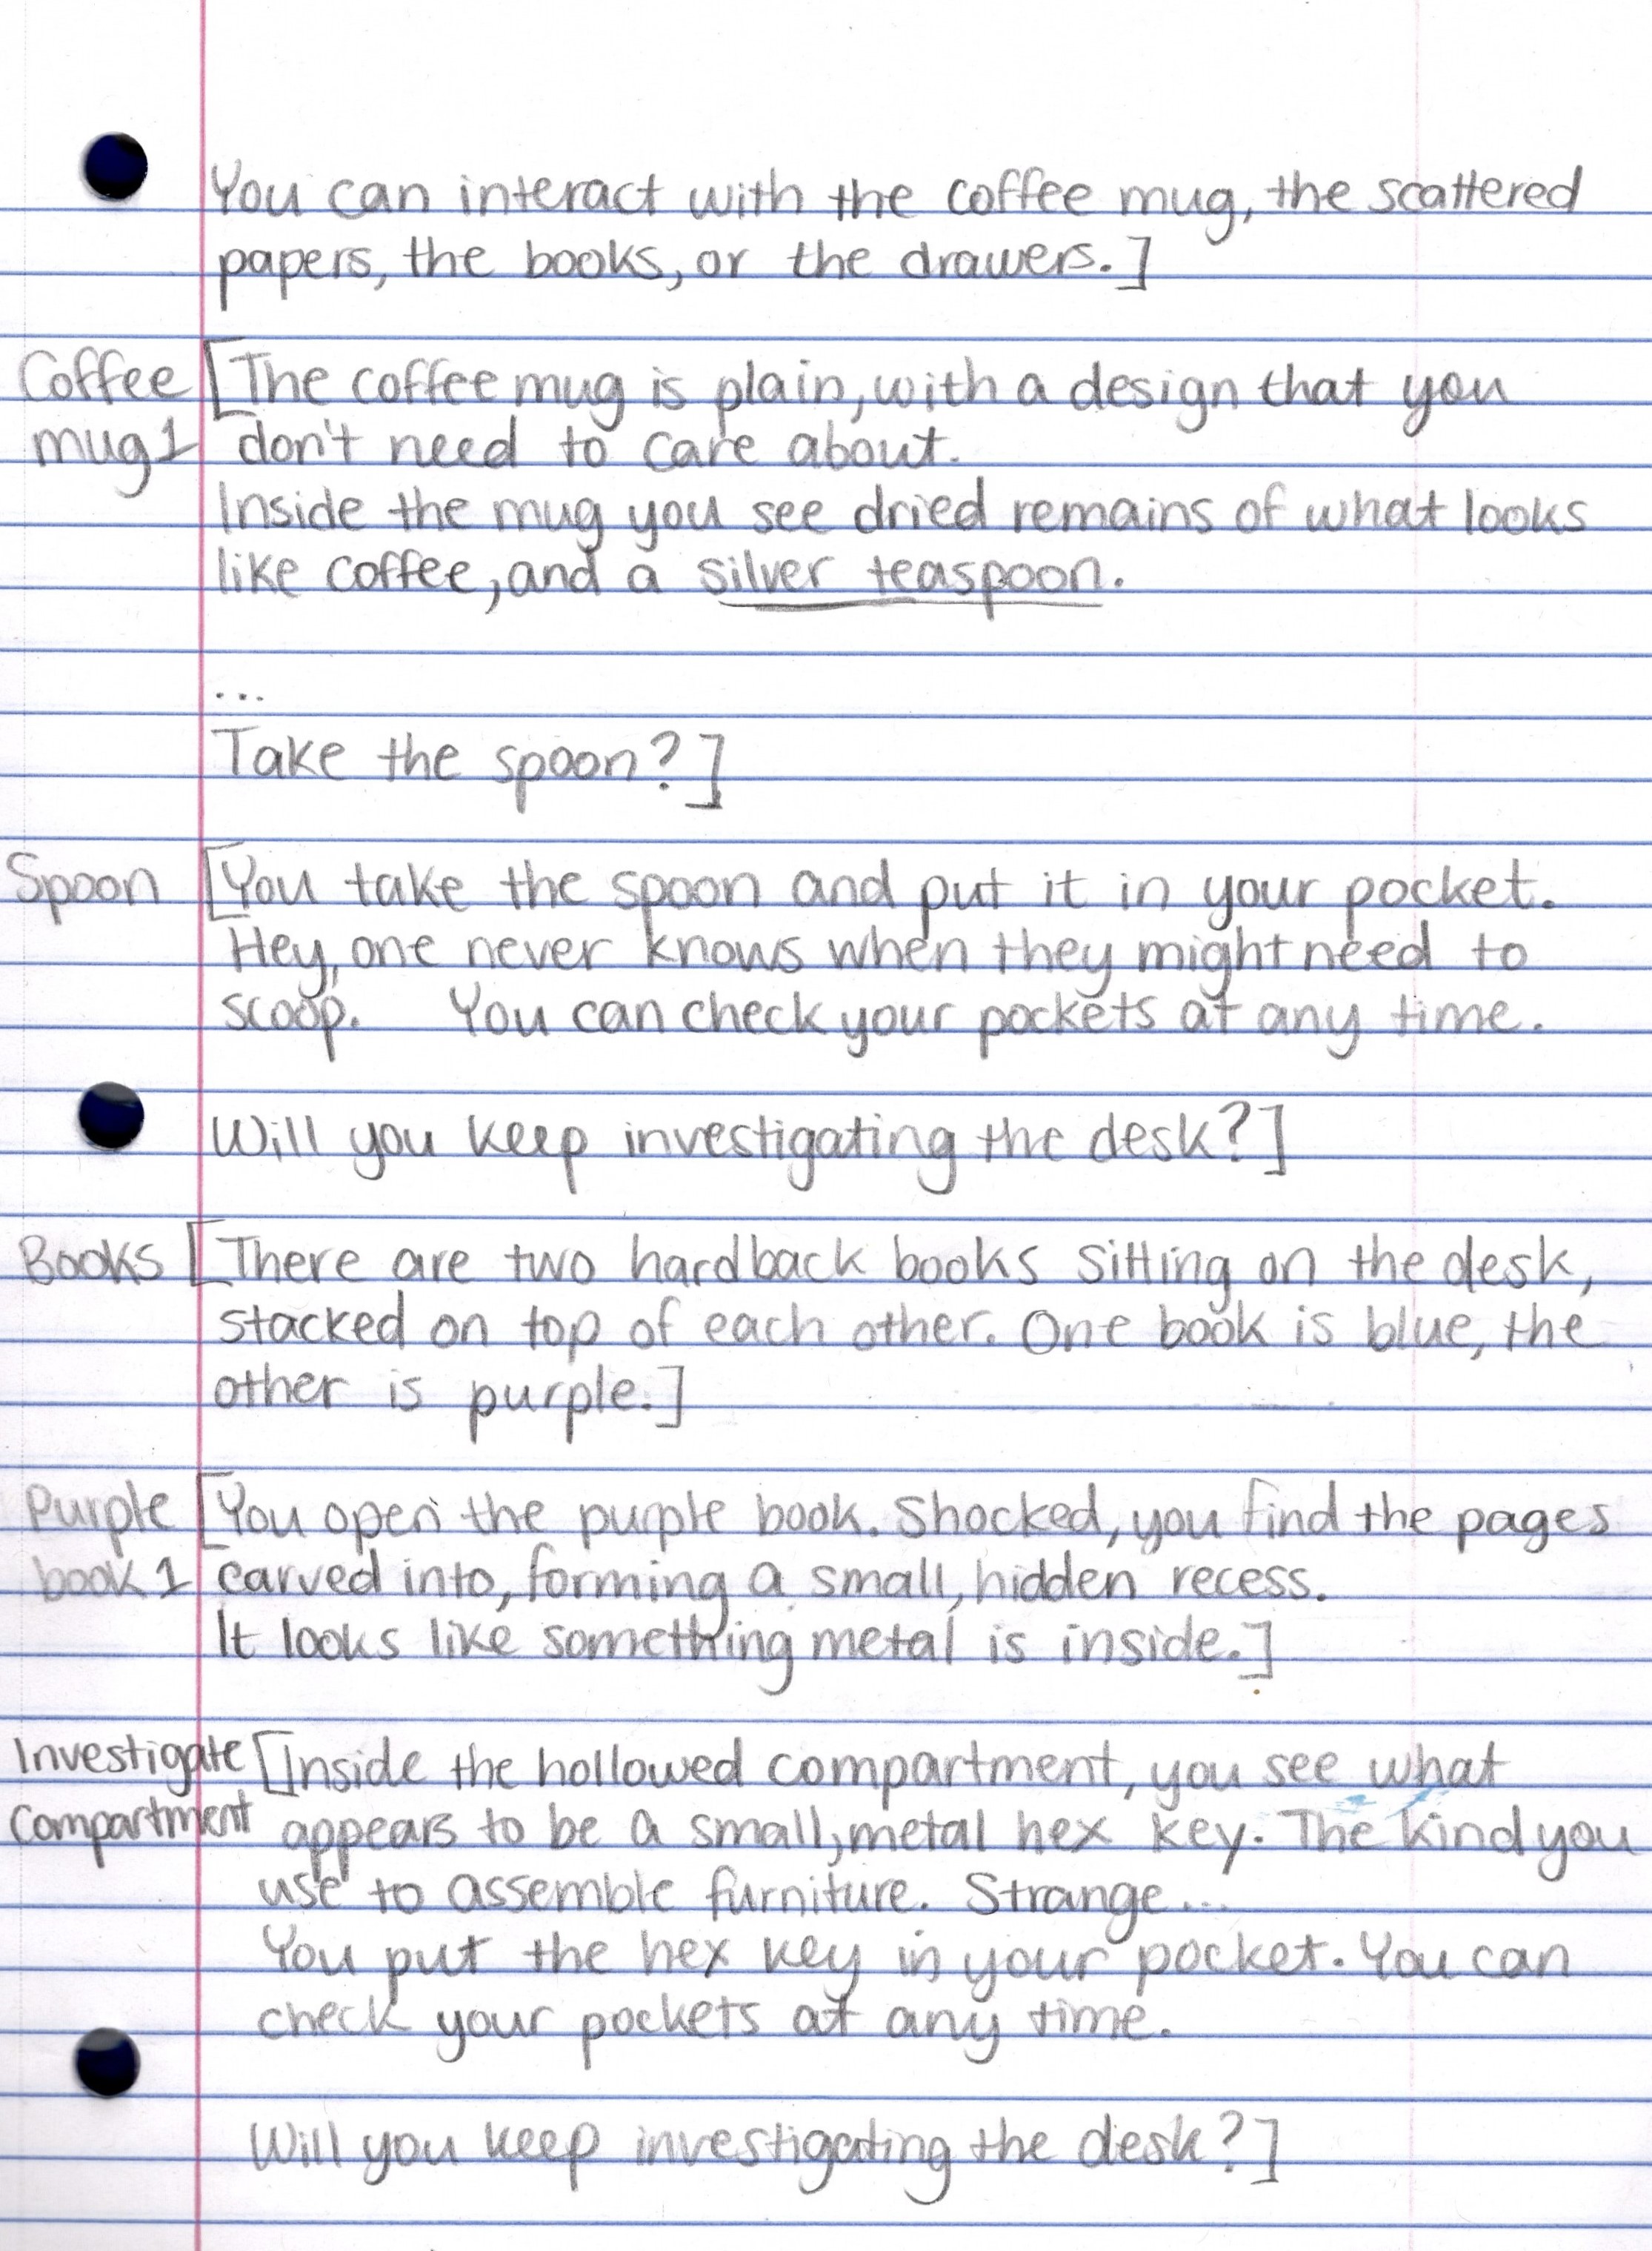 You can interact with the coffee mug, the scattered
papers, the books, or the drawers.]
Coffee [The coffee mug is plain, with a design that you
mug 1 don't need to care about.
Inside the mug you see dried remains of what looks
like coffee, and a silver teaspoon.
...
Take the spoon?]
Spoon [You take the spoon and put it in your pocket.
Hey, one never knows when they might need to
scoop. You can check your pockets at any time.
Will you keep investigating the desk?]
Books [There are two hardback books sitting on the desk,
stacked on top of each other. One book is blue, the
other is purple.]
Purple [You open the purple book. Shocked, you find the pages
book 1 carved into, forming a small, hidden recess.
It looks like something metal is inside.]
Investigate [Inside the hollowed compartment, you see what
Compartment appears to be a small, metal hex key. The kind you
use to assemble furniture. Strange...
You put the hex key in your pocket. You can
check your pockets at any time.
Will you keep investigating the desk?]